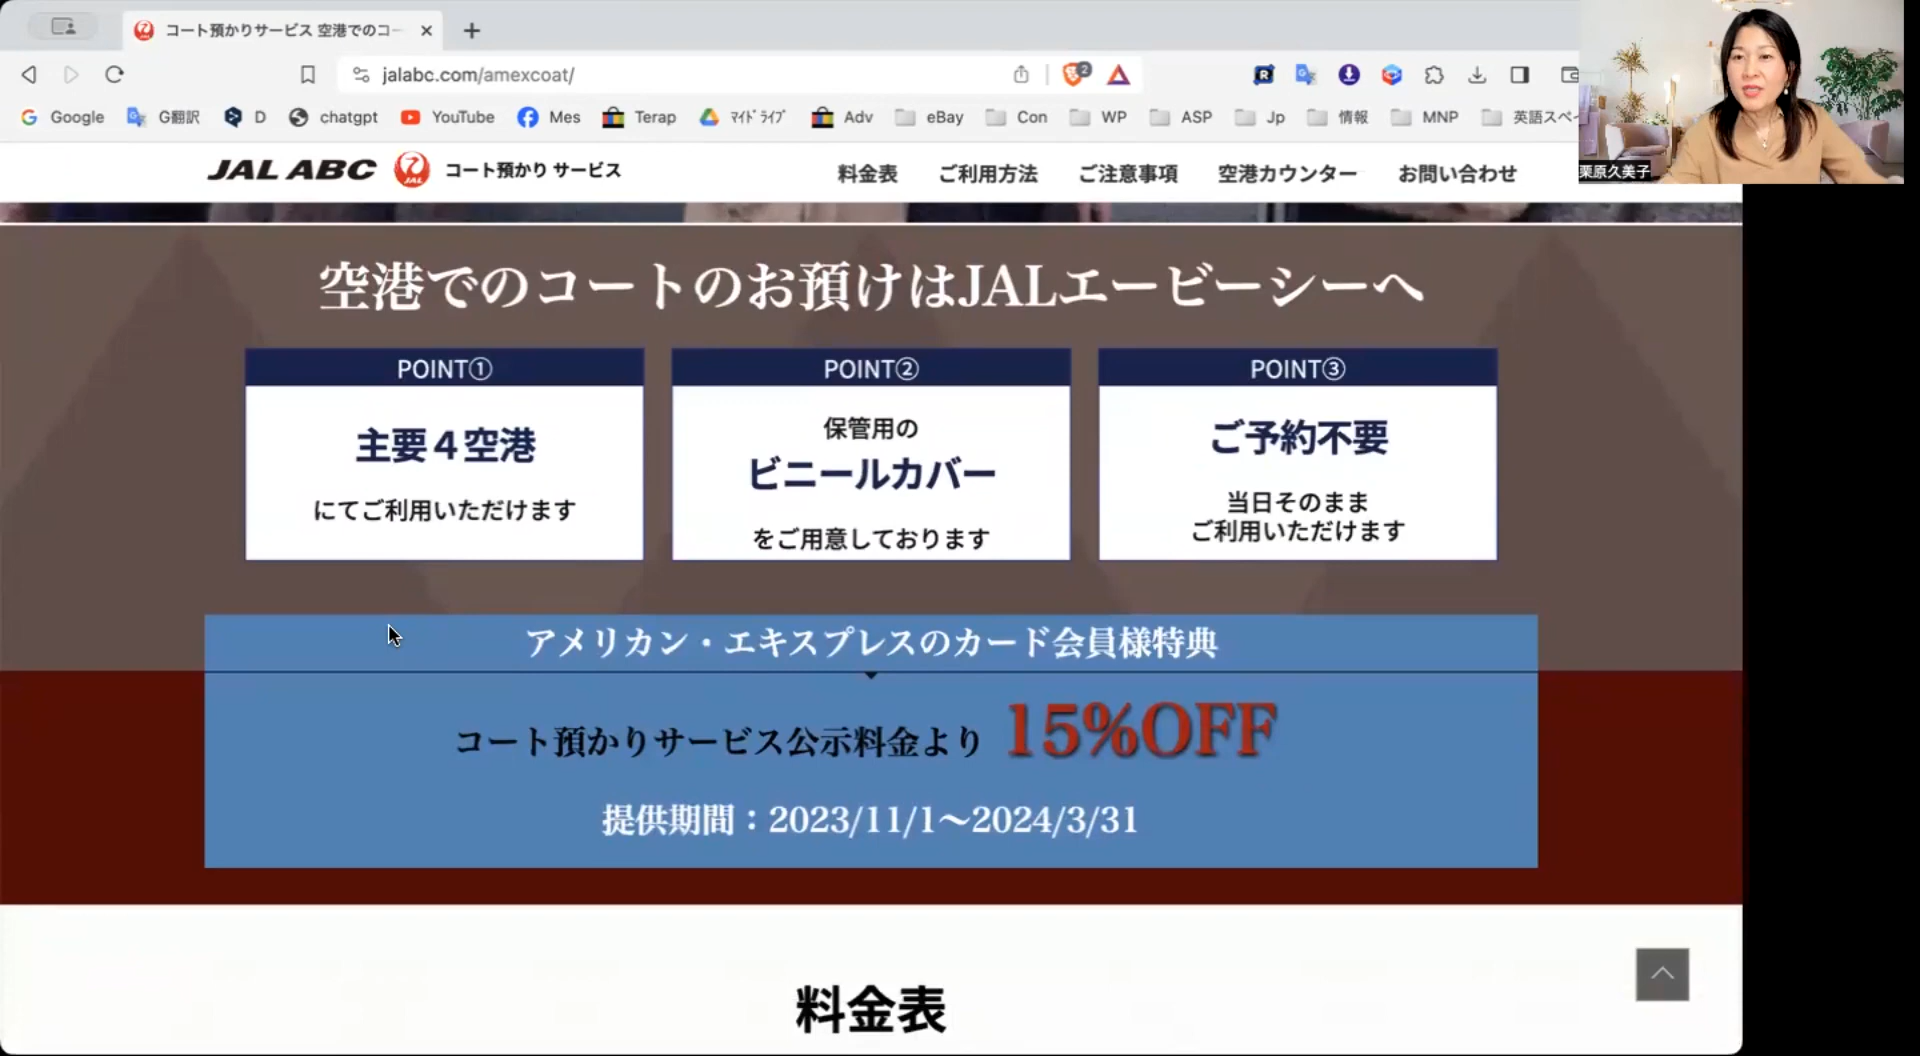 コート預かりサービス 空港でのコー
jalabc.com/amexcoat/
2
Google
G翻訳
D
chatgpt
YouTube
Mes
Terap
ﾏｲﾄﾞﾗｲﾌﾞ
Adv
eBay
Con
WP
ASP
Jp
情報
MNP
英語スペ
栗原久美子
JAL ABC
JAL
コート預かり サービス
料金表
ご利用方法
ご注意事項
空港カウンター
お問い合わせ
空港でのコートのお預けはJALエービーシーへ
POINT①
主要４空港
にてご利用いただけます
POINT②
保管用の
ビニールカバー
をご用意しております
POINT③
ご予約不要
当日そのまま
ご利用いただけます
アメリカン・エキスプレスのカード会員様特典
コート預かりサービス公示料金より 15%OFF
提供期間：2023/11/1〜2024/3/31
料金表